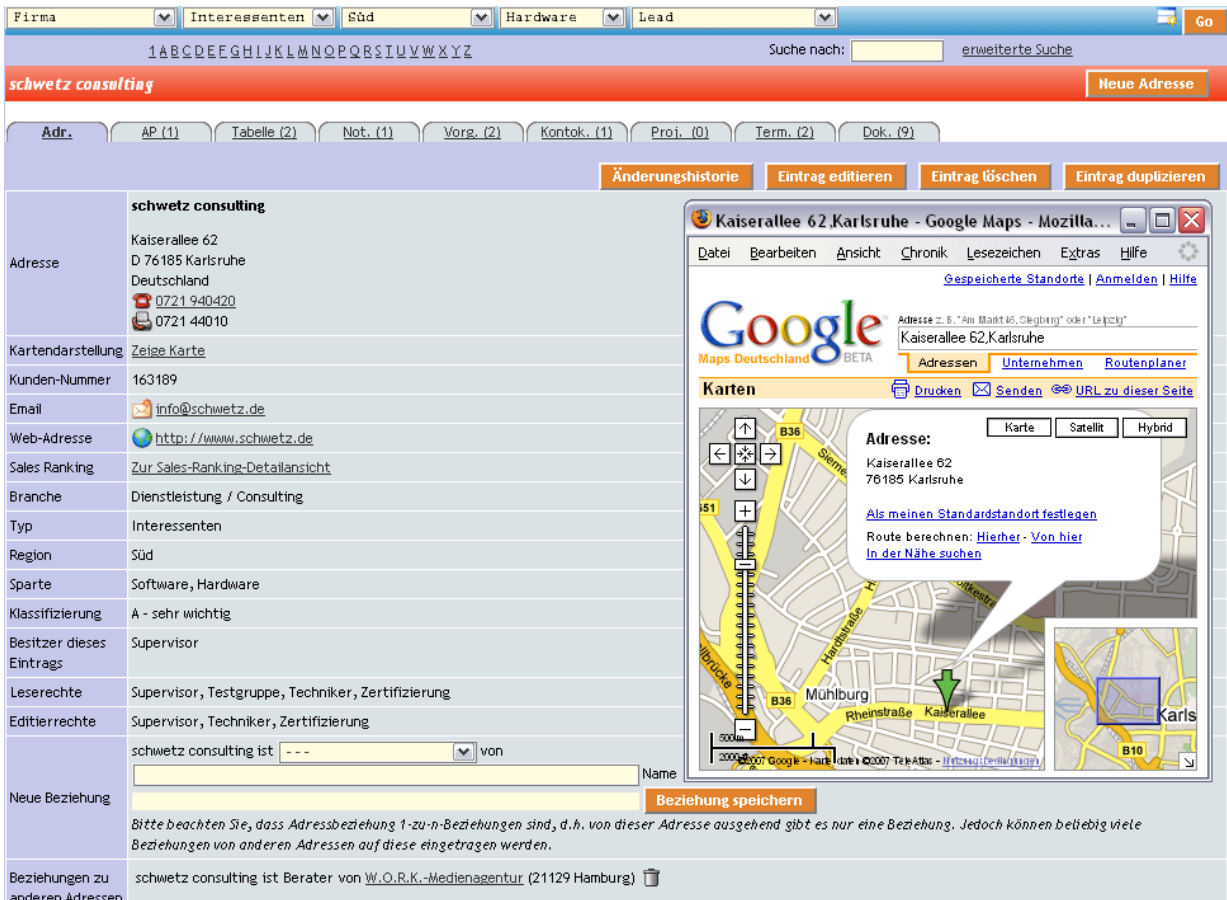 Firma Interessenten Süd Hardware Lead Go
1 A B C D E F G H I J K L M N O P Q R S T U V W X Y Z Suche nach: erweiterte Suche
schwetz consulting Neue Adresse
Adr. AP (1) Tabelle (2) Not. (1) Vorg. (2) Kontok. (1) Proj. (0) Term. (2) Dok. (9)
Änderungshistorie Eintrag editieren Eintrag löschen Eintrag duplizieren
schwetz consulting
Adresse
Kaiserallee 62
D 76185 Karlsruhe
Deutschland
0721 940420
0721 44010
Kartendarstellung Zeige Karte
Kunden-Nummer 163189
Email info@schwetz.de
Web-Adresse http://www.schwetz.de
Sales Ranking Zur Sales-Ranking-Detailansicht
Branche Dienstleistung / Consulting
Typ Interessenten
Region Süd
Sparte Software, Hardware
Klassifizierung A - sehr wichtig
Besitzer dieses Eintrags Supervisor
Leserechte Supervisor, Testgruppe, Techniker, Zertifizierung
Editierrechte Supervisor, Techniker, Zertifizierung
Neue Beziehung
schwetz consulting ist - - - von
Name
Beziehung speichern
Bitte beachten Sie, dass Adressbeziehung 1-zu-n-Beziehungen sind, d.h. von dieser Adresse ausgehend gibt es nur eine Beziehung. Jedoch können beliebig viele
Beziehungen von anderen Adressen auf diese eingetragen werden.
Beziehungen zu anderen Adressen schwetz consulting ist Berater von W.O.R.K.-Medienagentur (21129 Hamburg)
Kaiserallee 62,Karlsruhe - Google Maps - Mozilla...
Datei Bearbeiten Ansicht Chronik Lesezeichen Extras Hilfe
Gespeicherte Standorte | Anmelden | Hilfe
Google
Maps Deutschland BETA
Adresse z. B. "Am Markt 46, Siegburg" oder "Leipzig"
Kaiserallee 62,Karlsruhe
Adressen Unternehmen Routenplaner
Karten Drucken Senden URL zu dieser Seite
Karte Satellit Hybrid
Adresse:
Kaiserallee 62
76185 Karlsruhe
Als meinen Standardstandort festlegen
Route berechnen: Hierher - Von hier
In der Nähe suchen
B36
Hardtstraße
B36
Mühlburg
Rheinstraße Kaiserallee
500m
©2007 Google - Kartendaten ©2007 TeleAtlas - Nutzungsbedingungen
Karls
B10